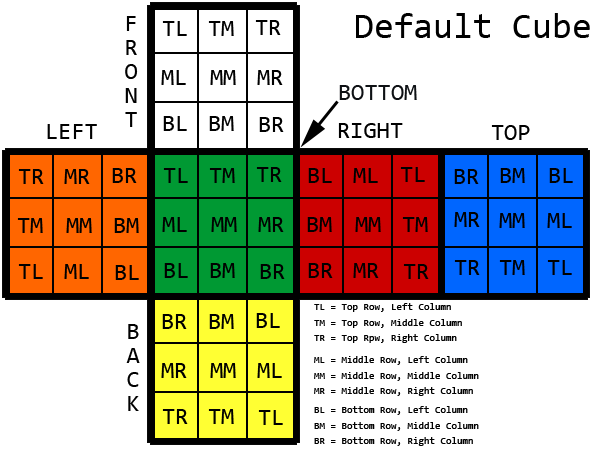 Default Cube
FRONT
TL TM TR
ML MM MR
BL BM BR
BOTTOM
LEFT
RIGHT
TOP
TR MR BR TL TM TR BL ML TL BR BM BL
TM MM BM ML MM MR BM MM TM MR MM ML
TL ML BL BL BM BR BR MR TR TR TM TL
BACK
BR BM BL
MR MM ML
TR TM TL
TL = Top Row, Left Column
TM = Top Row, Middle Column
TR = Top Rpw, Right Column
ML = Middle Row, Left Column
MM = Middle Row, Middle Column
MR = Middle Row, Right Column
BL = Bottom Row, Left Column
BM = Bottom Row, Middle Column
BR = Bottom Row, Right Column